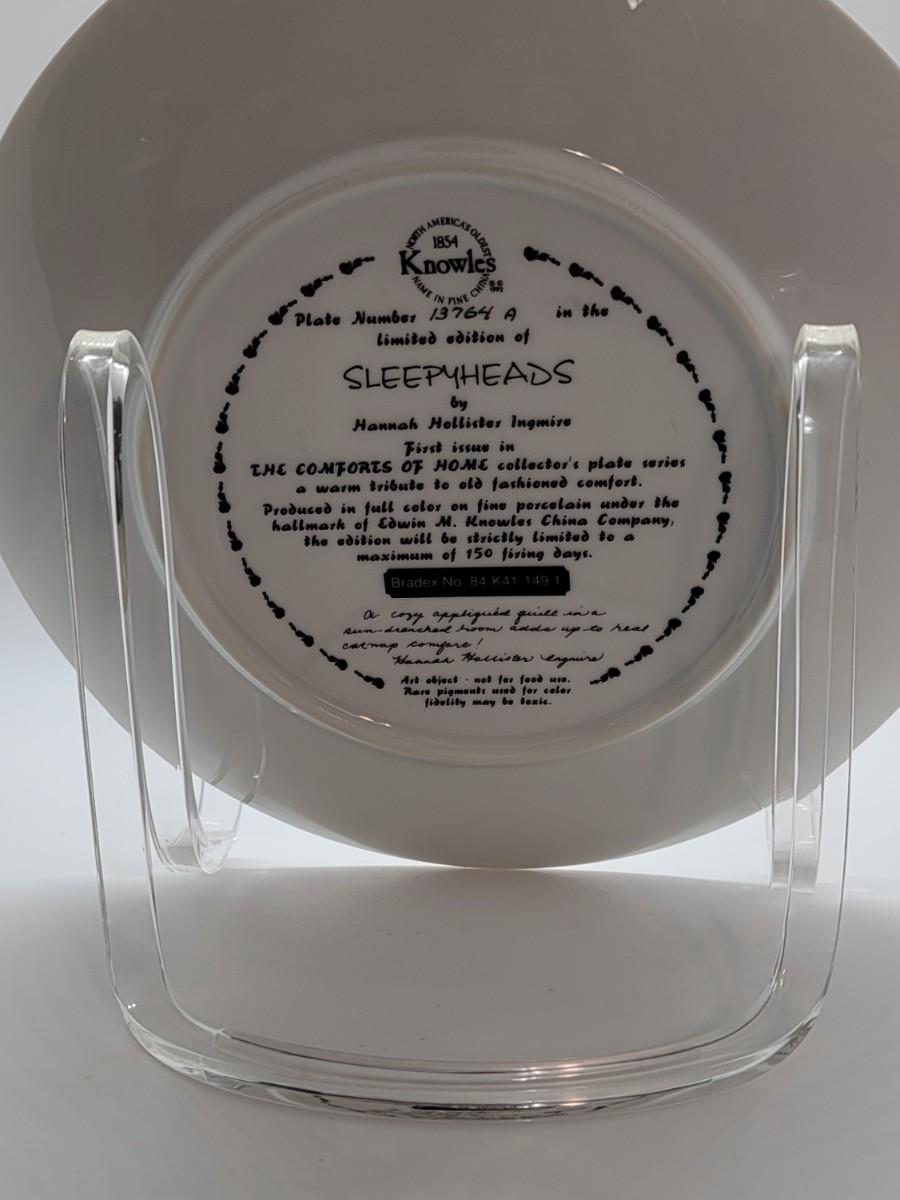 NORTH AMERICA'S OLDEST
1854
Knowles
NAME IN FINE CHINA
Plate Number 13764 A in the
limited edition of
SLEEPYHEADS
by
Hannah Hollister Ingmire
First issue in
THE COMFORTS OF HOME collector's plate series
a warm tribute to old fashioned comfort.
Produced in full color on fine porcelain under the
hallmark of Edwin M. Knowles China Company,
the edition will be strictly limited to a
maximum of 150 firing days.
Bradex No. 84 K41 149.1
A cozy appliquéd quilt in a
sun-drenched room adds up to real
catnap comfort!
Hannah Hollister Ingmire
Art object - not for food use.
Rare pigments used for color
fidelity may be toxic.